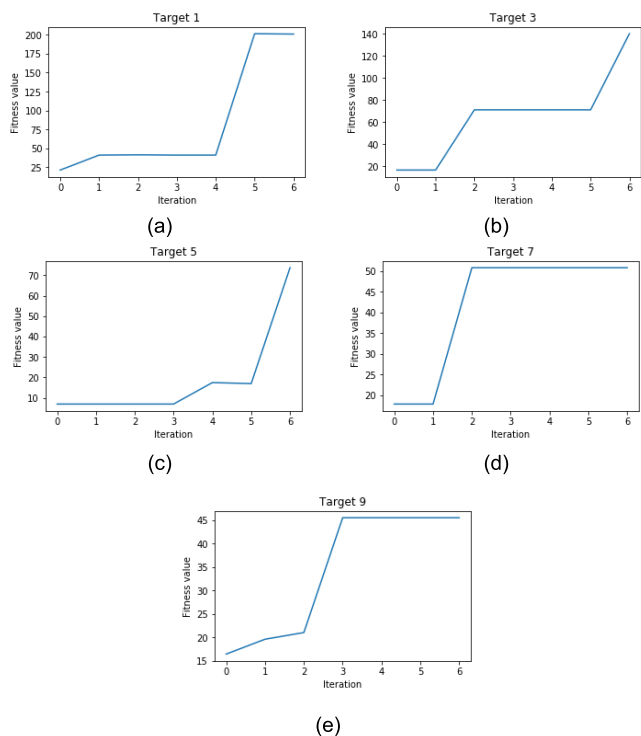 Target 1
Fitness value
200
175
150
125
100
75
50
25
0 1 2 3 4 5 6
Iteration
(a)
Target 3
Fitness value
140
120
100
80
60
40
20
0 1 2 3 4 5 6
Iteration
(b)
Target 5
Fitness value
70
60
50
40
30
20
10
0 1 2 3 4 5 6
Iteration
(c)
Target 7
Fitness value
50
45
40
35
30
25
20
0 1 2 3 4 5 6
Iteration
(d)
Target 9
Fitness value
45
40
35
30
25
20
15
0 1 2 3 4 5 6
Iteration
(e)